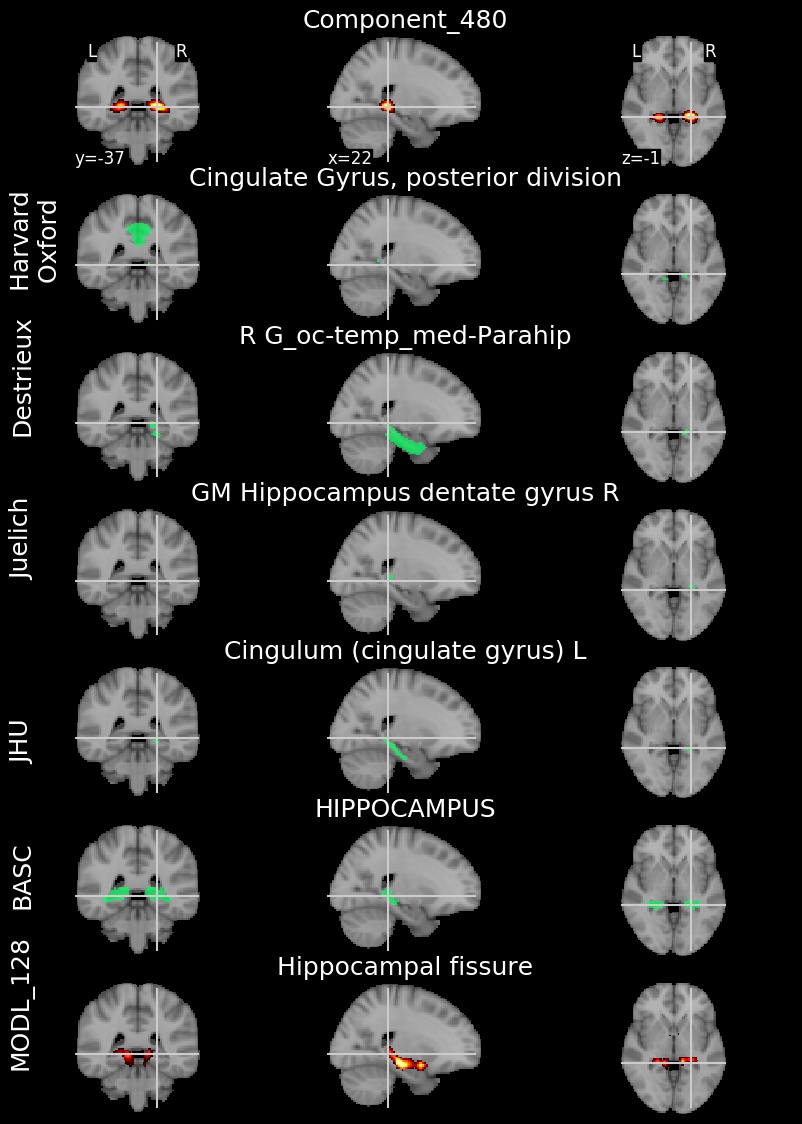 Component_480
L R L R
y=-37 x=22 z=-1
Cingulate Gyrus, posterior division
Harvard
Oxford
R G_oc-temp_med-Parahip
Destrieux
GM Hippocampus dentate gyrus R
Juelich
Cingulum (cingulate gyrus) L
JHU
HIPPOCAMPUS
BASC
Hippocampal fissure
MODL_128